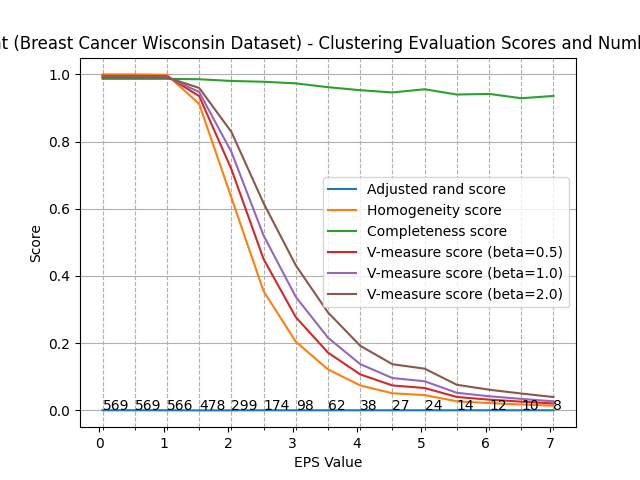 t (Breast Cancer Wisconsin Dataset) - Clustering Evaluation Scores and Num
1.0
0.8
0.6
0.4
0.2
0.0
Score
Adjusted rand score
Homogeneity score
Completeness score
V-measure score (beta=0.5)
V-measure score (beta=1.0)
V-measure score (beta=2.0)
569 569 566 478 299 174 98 62 38 27 24 14 12 10 8
0 1 2 3 4 5 6 7
EPS Value